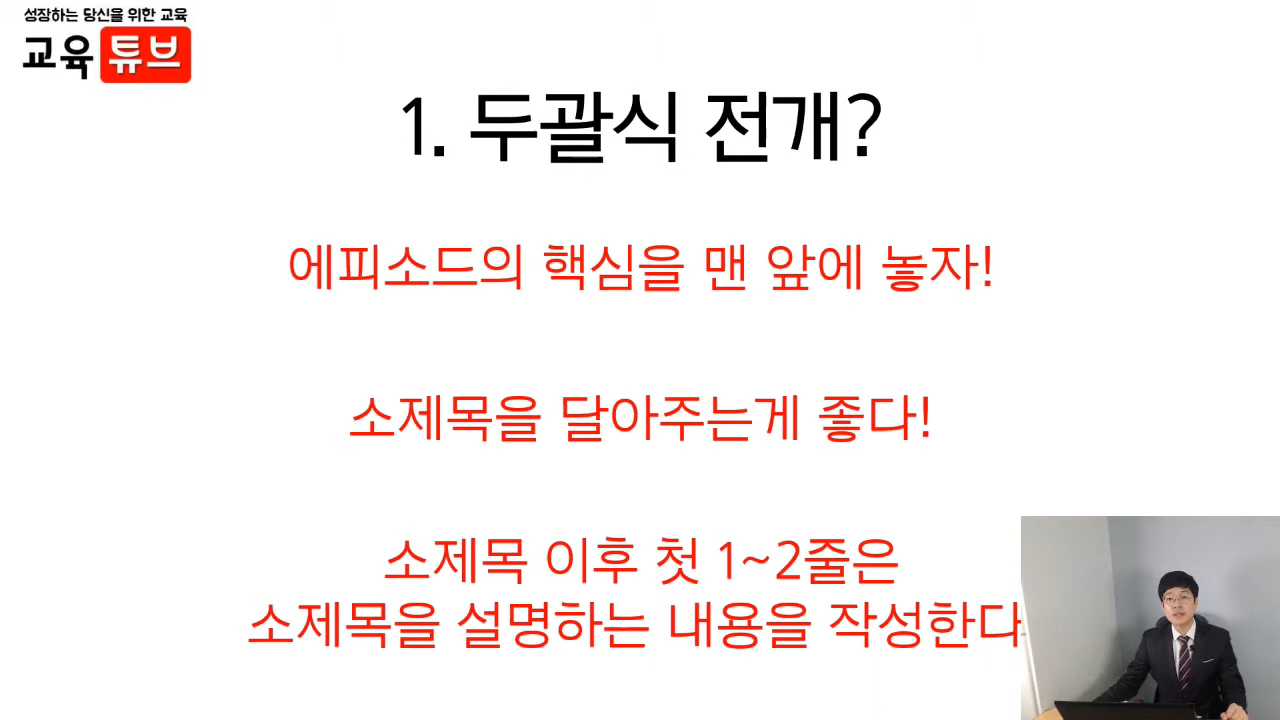 성장하는 당신을 위한 교육
교육 튜브
1. 두괄식 전개?
에피소드의 핵심을 맨 앞에 놓자!
소제목을 달아주는게 좋다!
소제목 이후 첫 1~2줄은
소제목을 설명하는 내용을 작성한다